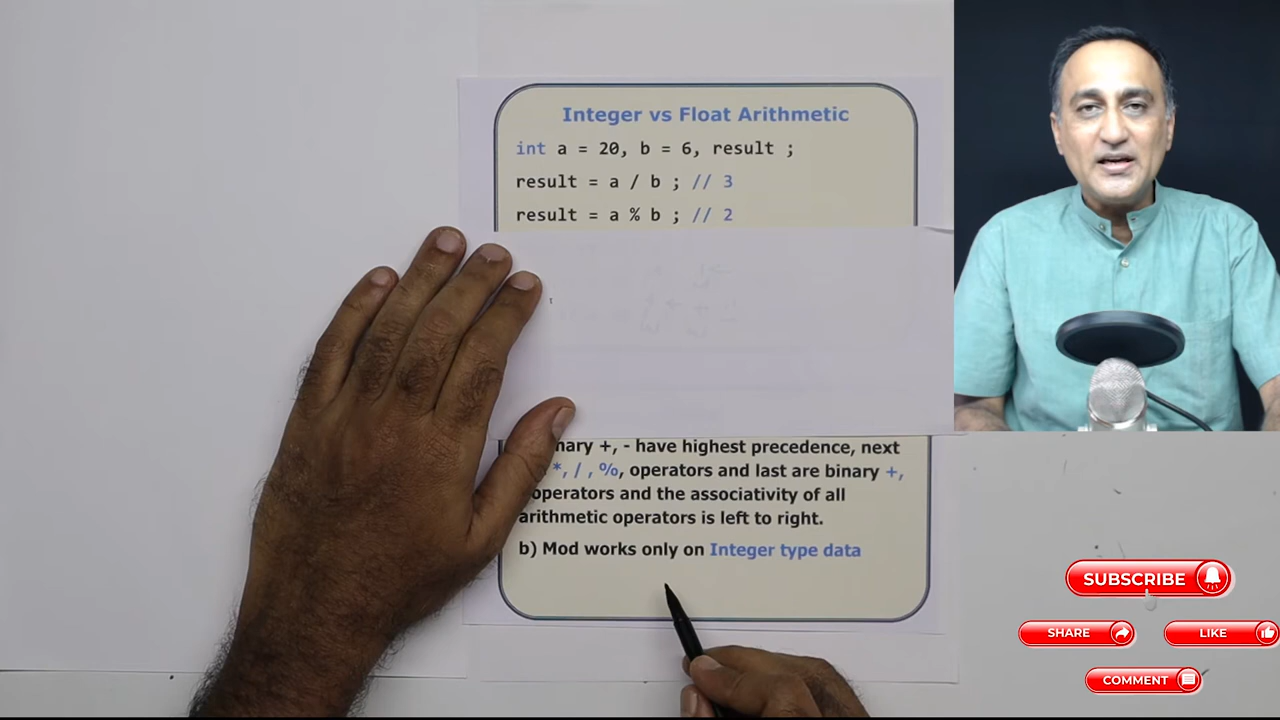 Integer vs Float Arithmetic
int a = 20, b = 6, result ;
result = a / b ; // 3
result = a % b ; // 2
+, - have highest precedence, next
*, / , %, operators and last are binary +,
operators and the associativity of all
arithmetic operators is left to right.
b) Mod works only on Integer type data
SUBSCRIBE
SHARE
LIKE
COMMENT